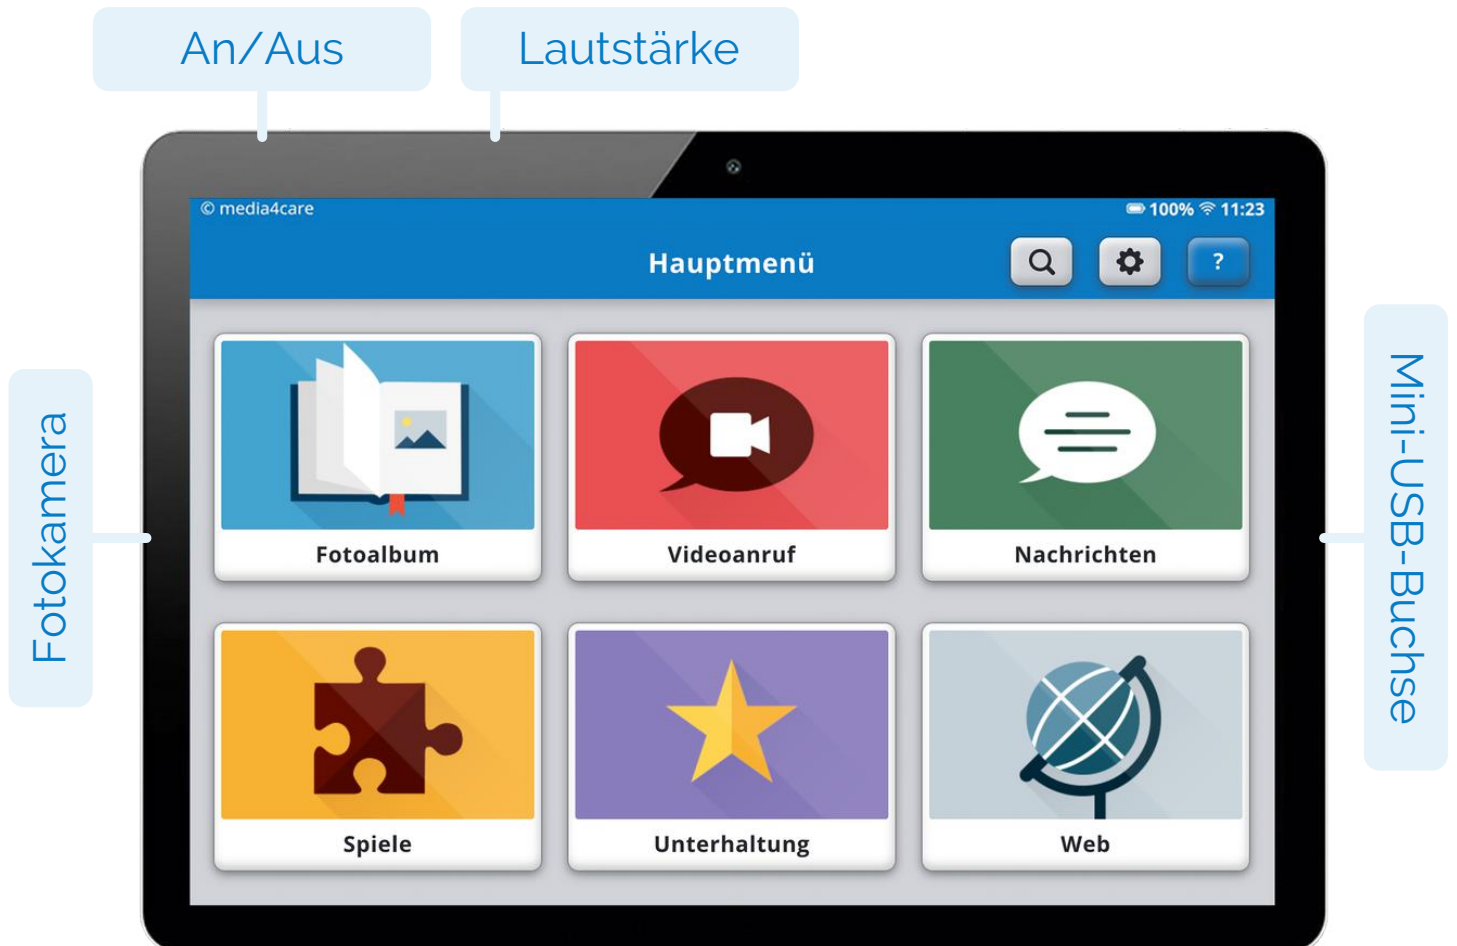 An/Aus
Lautstärke
© media4care
100% 11:23
Hauptmenü
?
Fotokamera
Mini-USB-Buchse
Fotoalbum
Videoanruf
Nachrichten
Spiele
Unterhaltung
Web